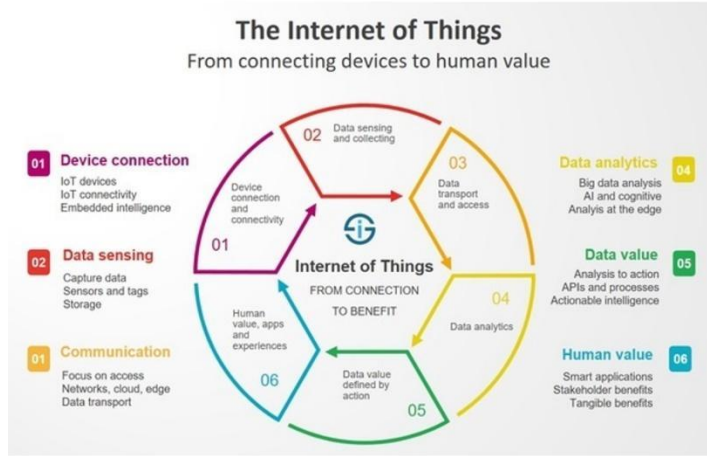 The Internet of Things
From connecting devices to human value
01 Device connection
IoT devices
IoT connectivity
Embedded intelligence
02 Data sensing
Capture data
Sensors and tags
Storage
01 Communication
Focus on access
Networks, cloud, edge
Data transport
02 Data sensing
and collecting
03
Data
transport
and access
Device
connection
and
connectivity
01
Internet of Things
FROM CONNECTION
TO BENEFIT
04
Data analytics
Human
value, apps
and
experiences
06
Data value
defined by
action
05
Data analytics 04
Big data analysis
AI and cognitive
Analyis at the edge
Data value 05
Analysis to action
APIs and processes
Actionable intelligence
Human value 06
Smart applications
Stakeholder benefits
Tangible benefits